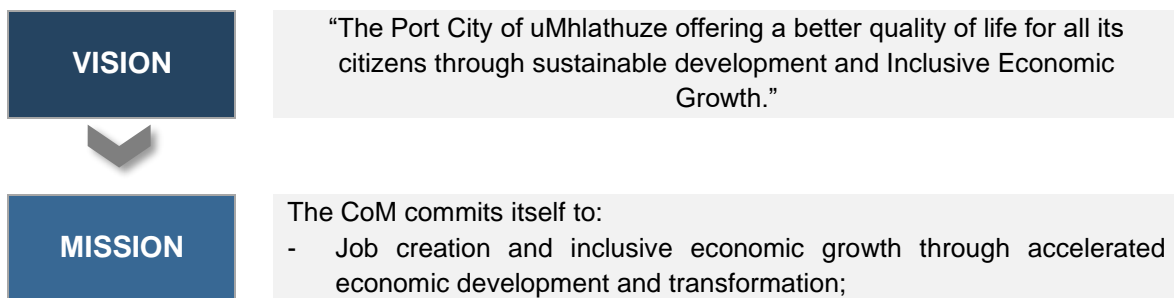 VISION
“The Port City of uMhlathuze offering a better quality of life for all its
citizens through sustainable development and Inclusive Economic
Growth.”
MISSION
The CoM commits itself to:
- Job creation and inclusive economic growth through accelerated
economic development and transformation;